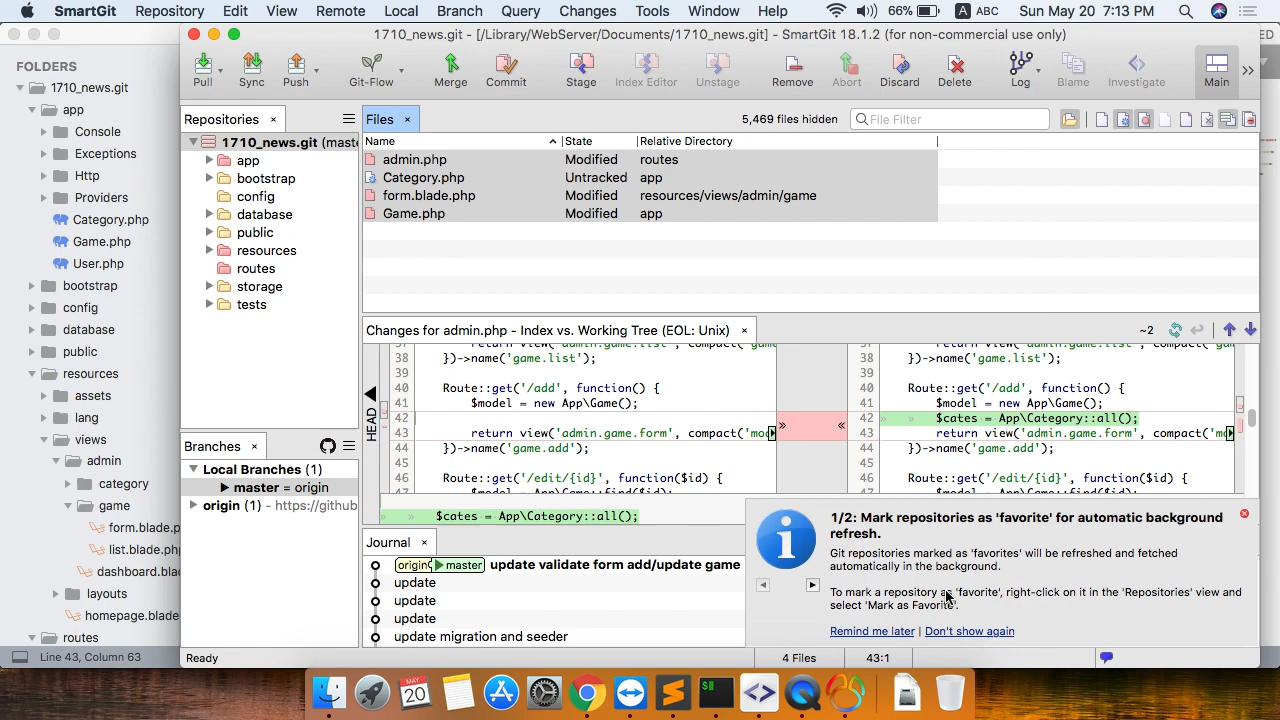 SmartGit Repository Edit View Remote Local Branch Query Changes Tools Window Help 66% A ABC Sun May 20 7:13 PM
1710_news.git - [/Library/WebServer/Documents/1710_news.git] - SmartGit 18.1.2 (for non-commercial use only)
Pull Sync Push Git-Flow Merge Commit Stage Index Editor Unstage Remove Abort Discard Delete Log Blame Investigate Main
FOLDERS
1710_news.git
app
Console
Exceptions
Http
Providers
Category.php
Game.php
User.php
bootstrap
config
database
public
resources
assets
lang
views
admin
category
game
form.blade.p
list.blade.ph
dashboard.bla
layouts
homepage.blade
routes
Line 43, Column 63
Repositories
1710_news.git (maste
app
bootstrap
config
database
public
resources
routes
storage
tests
Branches
Local Branches (1)
master = origin
origin (1) - https://github
Files 5,469 files hidden File Filter
Name State Relative Directory
admin.php Modified routes
Category.php Untracked app
form.blade.php Modified resources/views/admin/game
Game.php Modified app
Changes for admin.php - Index vs. Working Tree (EOL: Unix) ~2
HEAD
38 })->name('game.list');
39
40 Route::get('/add', function() {
41 $model = new App\Game();
42
43 return view('admin.game.form', compact('mo
44 })->name('game.add');
45
46 Route::get('/edit/{id}', function($id) {
38 })->name('game.list');
39
40 Route::get('/add', function() {
41 $model = new App\Game();
42 » » $cates = App\Category::all();
43 return view('admin.game.form', compact('mo
44 })->name('game.add');
45
46 Route::get('/edit/{id}', function($id) {
» » $cates = App\Category::all();
Journal
origin master update validate form add/update game
update
update
update
update migration and seeder
1/2: Mark repositories as 'favorite' for automatic background
refresh.
Git repositories marked as 'favorites' will be refreshed and fetched
automatically in the background.
To mark a repository as 'favorite', right-click on it in the 'Repositories' view and
select 'Mark as Favorite'.
Remind me later | Don't show again
Ready 4 Files 43:1
MAY
20